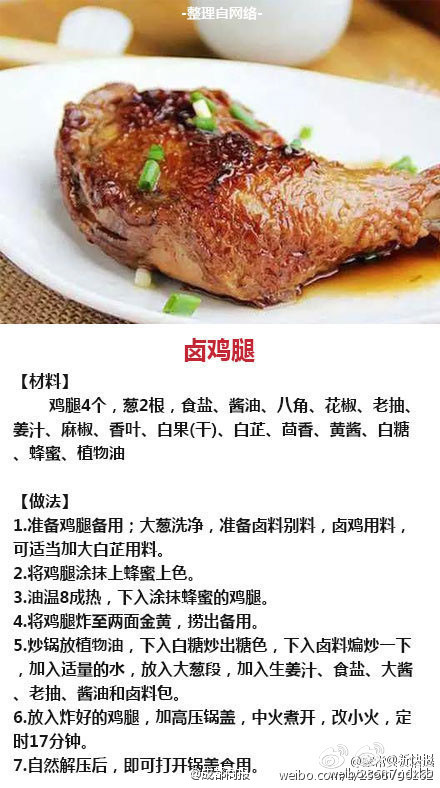 -整理自网络-
卤鸡腿
【材料】
鸡腿4个，葱2根，食盐、酱油、八角、花椒、老抽、
姜汁、麻椒、香叶、白果(干)、白芷、茴香、黄酱、白糖
、蜂蜜、植物油
【做法】
1.准备鸡腿备用；大葱洗净，准备卤料别料，卤鸡用料，
可适当加大白芷用料。
2.将鸡腿涂抹上蜂蜜上色。
3.油温8成热，下入涂抹蜂蜜的鸡腿。
4.将鸡腿炸至两面金黄，捞出备用。
5.炒锅放植物油，下入白糖炒出糖色，下入卤料煸炒一下
，加入适量的水，放入大葱段，加入生姜汁、食盐、大酱
、老抽、酱油和卤料包。
6.放入炸好的鸡腿，加高压锅盖，中火煮开，改小火，定
时17分钟。
7.自然解压后，即可打开锅盖食用。
@新快报
@成都商报